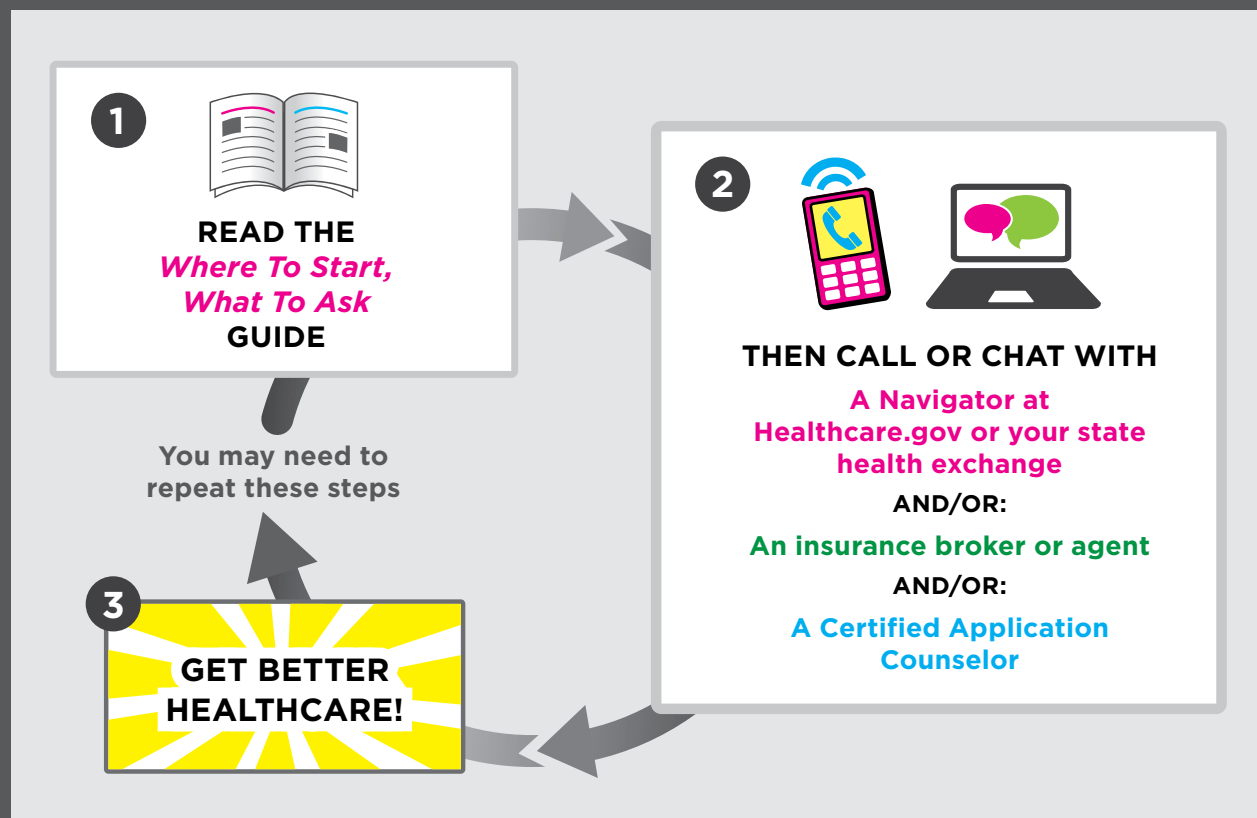 1
READ THE
Where To Start,
What To Ask
GUIDE
2
THEN CALL OR CHAT WITH
A Navigator at
Healthcare.gov or your state
health exchange
AND/OR:
An insurance broker or agent
AND/OR:
A Certified Application
Counselor
3
GET BETTER
HEALTHCARE!
You may need to
repeat these steps